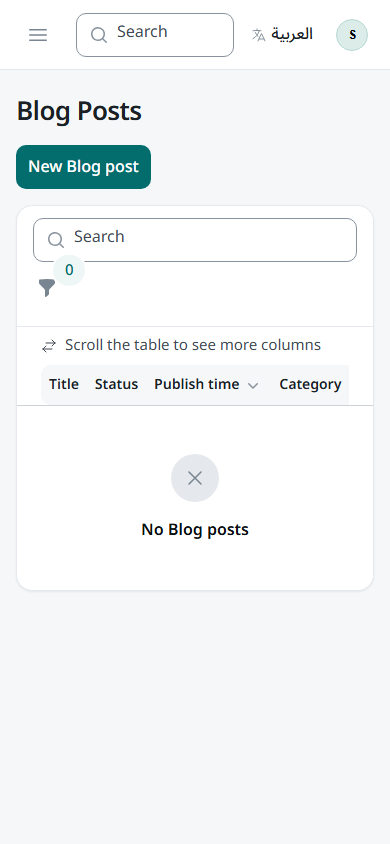 Search
العربية
S
Blog Posts
New Blog post
Search
0
Scroll the table to see more columns
Title Status Publish time Category
No Blog posts